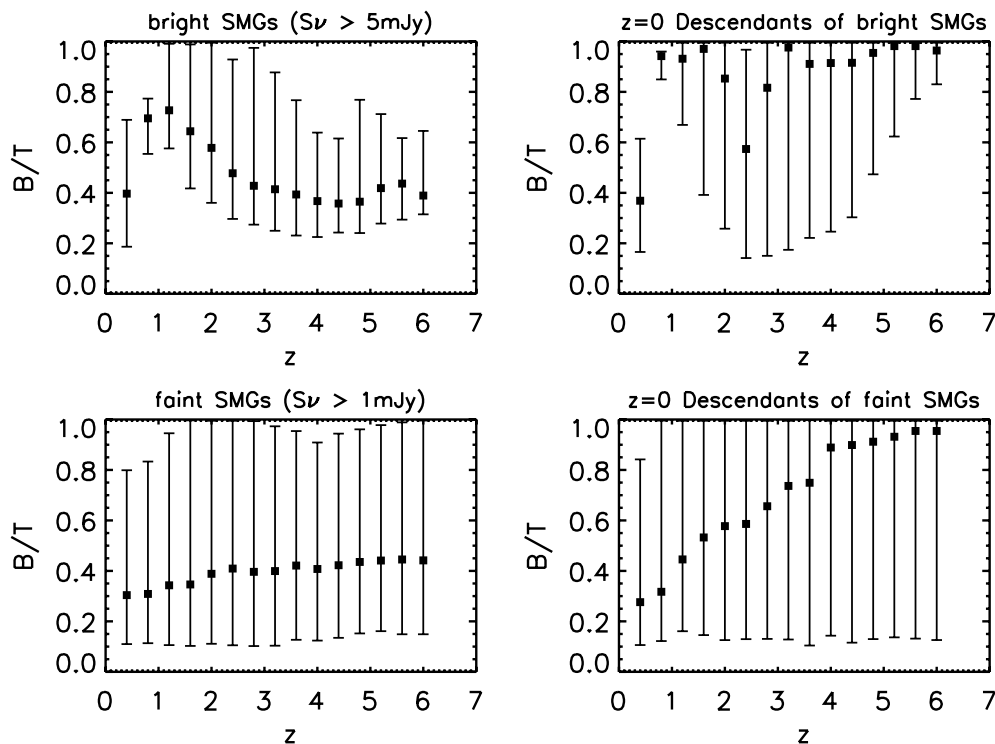 bright SMGs (Sν > 5mJy)
1.0
0.8
0.6
0.4
0.2
0.0
B/T
0 1 2 3 4 5 6 7
z
z=0 Descendants of bright SMGs
1.0
0.8
0.6
0.4
0.2
0.0
B/T
0 1 2 3 4 5 6 7
z
faint SMGs (Sν > 1mJy)
1.0
0.8
0.6
0.4
0.2
0.0
B/T
0 1 2 3 4 5 6 7
z
z=0 Descendants of faint SMGs
1.0
0.8
0.6
0.4
0.2
0.0
B/T
0 1 2 3 4 5 6 7
z